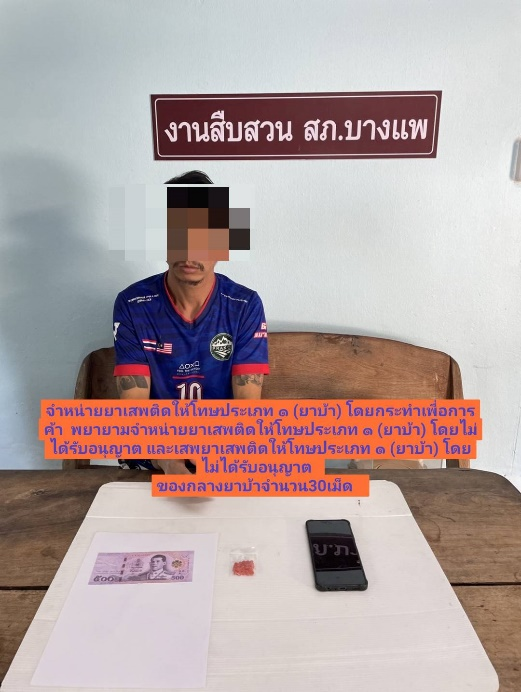 งานสืบสวน สภ.บางแพ
10
จำหน่ายยาเสพติดให้โทษประเภท ๑ (ยาบ้า) โดยกระทำเพื่อการ
ค้า พยายามจำหน่ายยาเสพติดให้โทษประเภท ๑ (ยาบ้า) โดยไม่
ได้รับอนุญาต และเสพยาเสพติดให้โทษประเภท ๑ (ยาบ้า) โดย
ไม่ได้รับอนุญาต
ของกลางยาบ้าจำนวน30เม็ด
๕๐๐
500